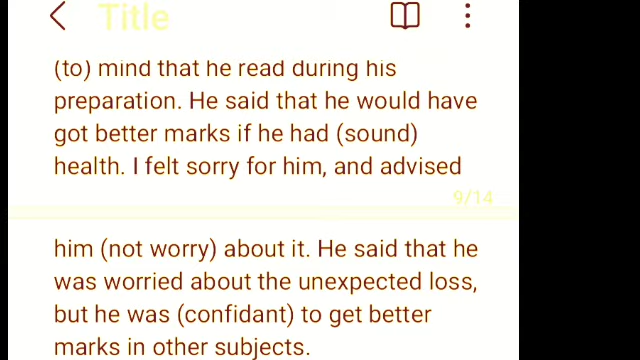 Title
(to) mind that he read during his
preparation. He said that he would have
got better marks if he had (sound)
health. I felt sorry for him, and advised
9/14
him (not worry) about it. He said that he
was worried about the unexpected loss,
but he was (confidant) to get better
marks in other subjects.